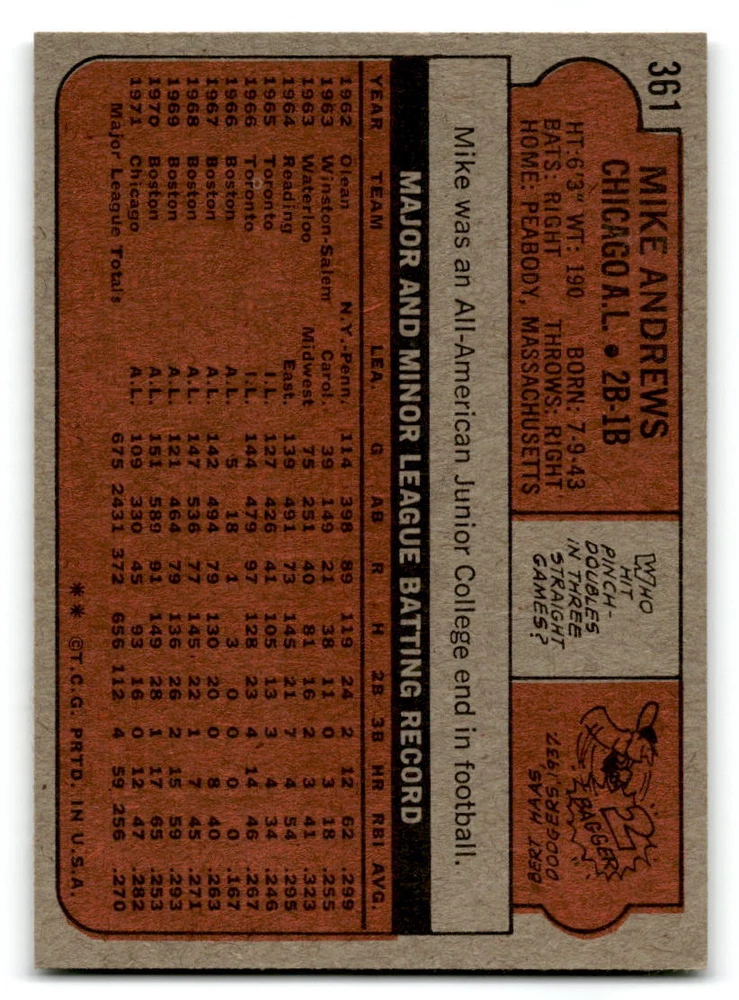 361
MIKE ANDREWS
CHICAGO A.L. • 2B-1B
HT: 6'3" WT: 190 BORN: 7-9-43
BATS: RIGHT THROWS: RIGHT
HOME: PEABODY, MASSACHUSETTS
WHO
HIT
PINCH-
DOUBLES
IN THREE
STRAIGHT
GAMES?
2
BAGGER
BERT HAAS
DODGERS, 1937.
Mike was an All-American Junior College end in football.
MAJOR AND MINOR LEAGUE BATTING RECORD
YEAR TEAM LEA. G AB R H 2B 3B HR RBI AVG.
1962 Olean N.Y.-Penn. 114 398 89 119 24 2 12 62 .299
1963 Winston-Salem Carol. 39 149 21 38 11 0 3 18 .255
1963 Waterloo Midwest 75 251 40 81 16 2 3 41 .323
1964 Reading East. 139 491 73 145 21 7 4 54 .295
1965 Toronto I.L. 127 426 41 105 13 3 4 34 .246
1966 Toronto I.L. 144 479 97 128 23 4 14 46 .267
1966 Boston A.L. 5 18 1 3 0 0 0 0 .167
1967 Boston A.L. 142 494 79 130 20 0 8 40 .263
1968 Boston A.L. 147 536 77 145 22 1 7 45 .271
1969 Boston A.L. 121 464 79 136 26 2 15 59 .293
1970 Boston A.L. 151 589 91 149 28 1 17 65 .253
1971 Chicago A.L. 109 330 45 93 16 0 12 47 .282
Major League Totals 675 2431 372 656 112 4 59 256 .270
** ©T.C.G. PRTD. IN U.S.A.